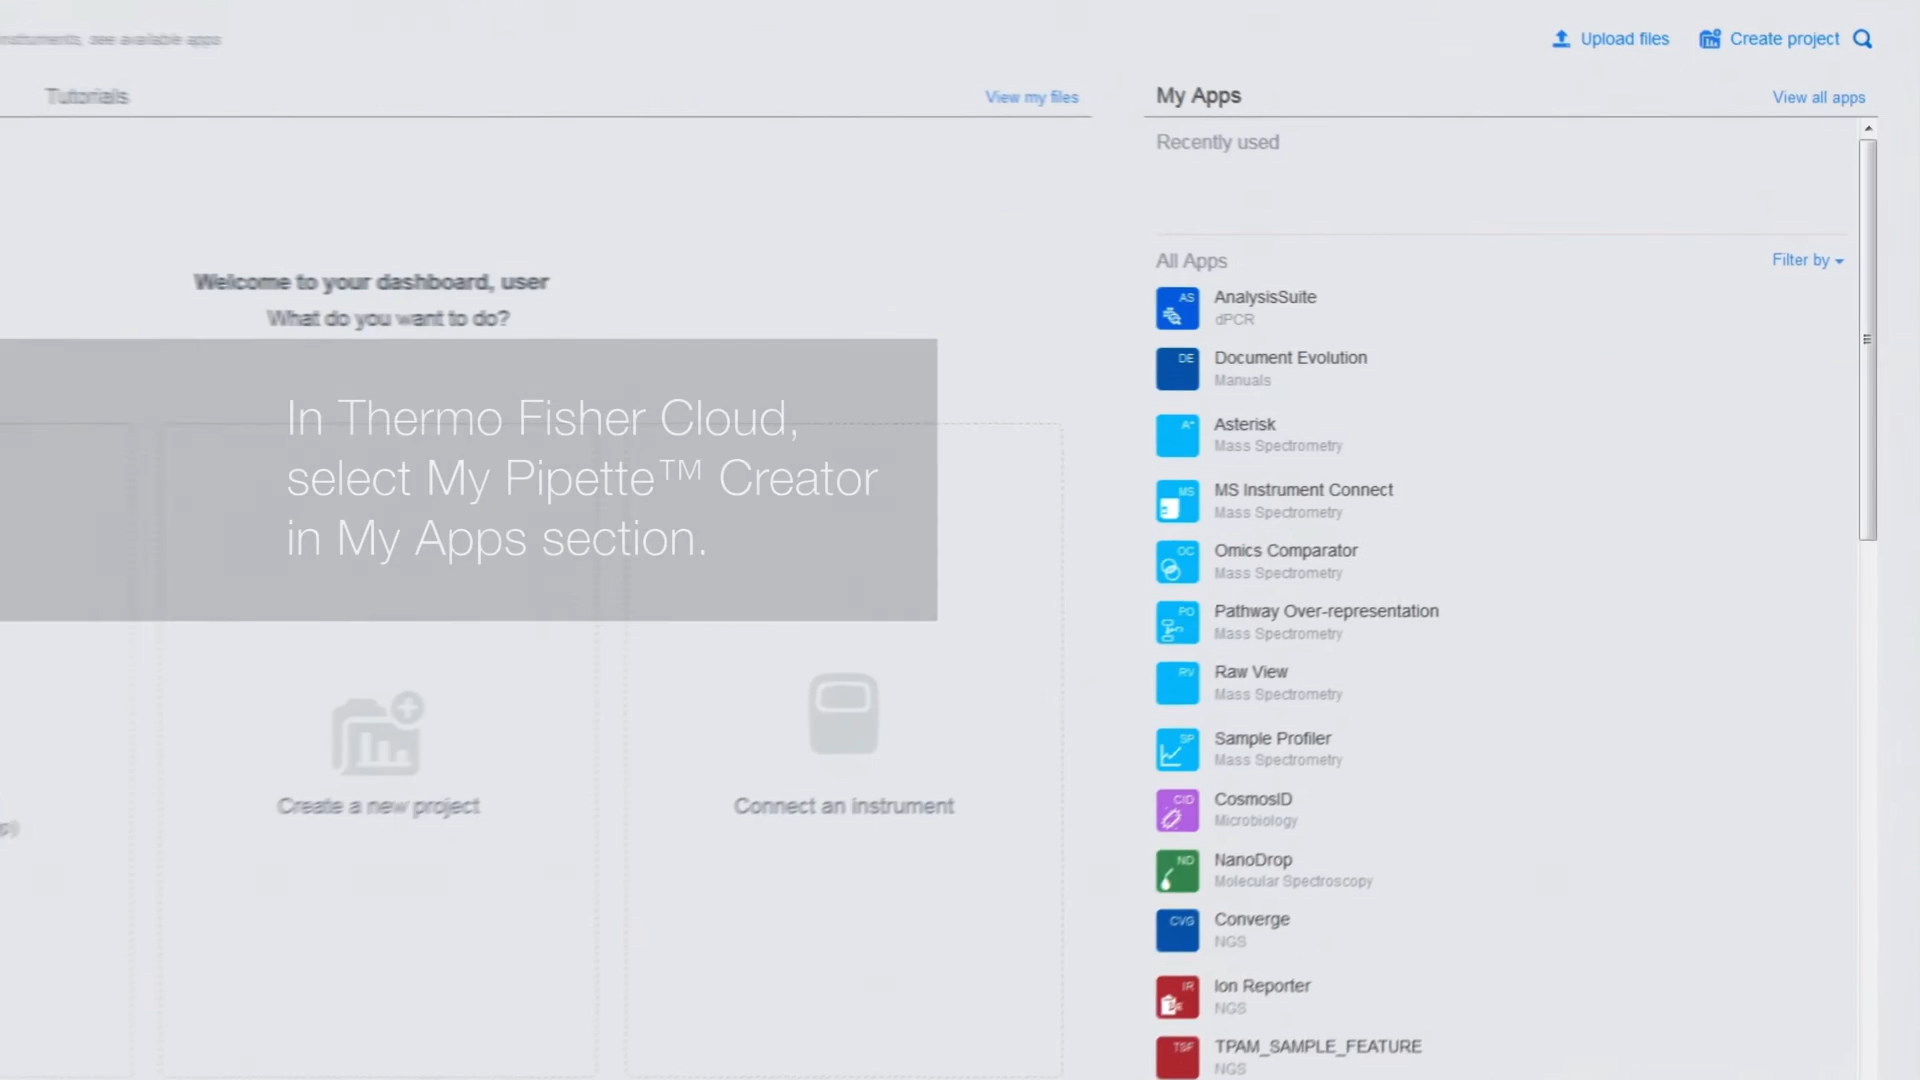 instruments, see available apps
Upload files
Create project
Tutorials
View my files
My Apps
View all apps
Recently used
Welcome to your dashboard, user
What do you want to do?
In Thermo Fisher Cloud,
select My Pipette™ Creator
in My Apps section.
Create a new project
Connect an instrument
All Apps
Filter by
AS
AnalysisSuite
dPCR
DE
Document Evolution
Manuals
A*
Asterisk
Mass Spectrometry
MS
MS Instrument Connect
Mass Spectrometry
OC
Omics Comparator
Mass Spectrometry
PO
Pathway Over-representation
Mass Spectrometry
RV
Raw View
Mass Spectrometry
SP
Sample Profiler
Mass Spectrometry
CID
CosmosID
Microbiology
ND
NanoDrop
Molecular Spectroscopy
CVG
Converge
NGS
IR
Ion Reporter
NGS
TSF
TPAM_SAMPLE_FEATURE
NGS